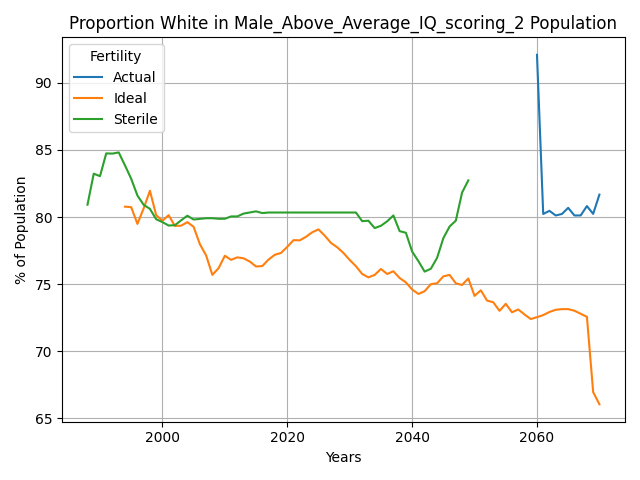 Proportion White in Male_Above_Average_IQ_scoring_2 Population
Fertility
Actual
Ideal
Sterile
% of Population
90
85
80
75
70
65
2000
2020
2040
2060
Years